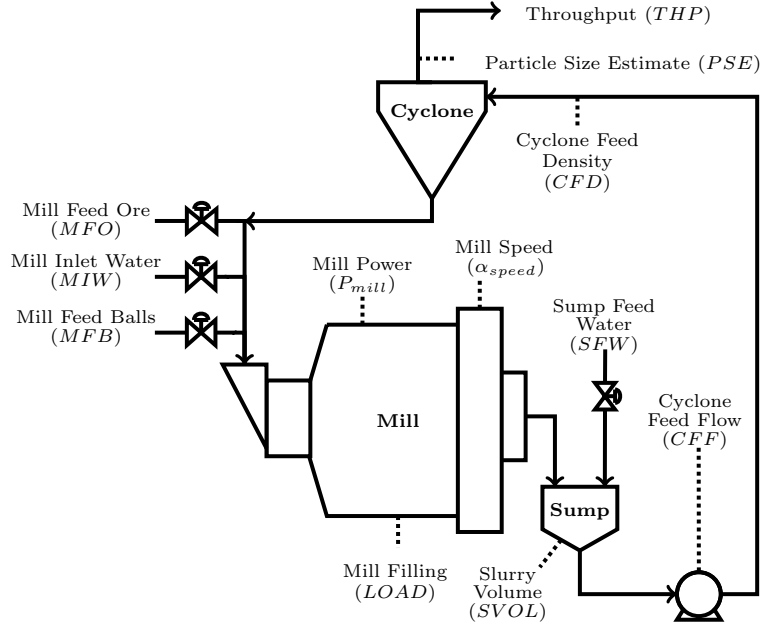 Throughput (THP)
Particle Size Estimate (PSE)
Cyclone
Cyclone Feed
Density
(CFD)
Mill Feed Ore
(MFO)
Mill Inlet Water
(MIW)
Mill Feed Balls
(MFB)
Mill Power
(P_mill)
Mill Speed
(α_speed)
Sump Feed
Water
(SFW)
Cyclone
Feed Flow
(CFF)
Mill
Sump
Mill Filling
(LOAD)
Slurry
Volume
(SVOL)